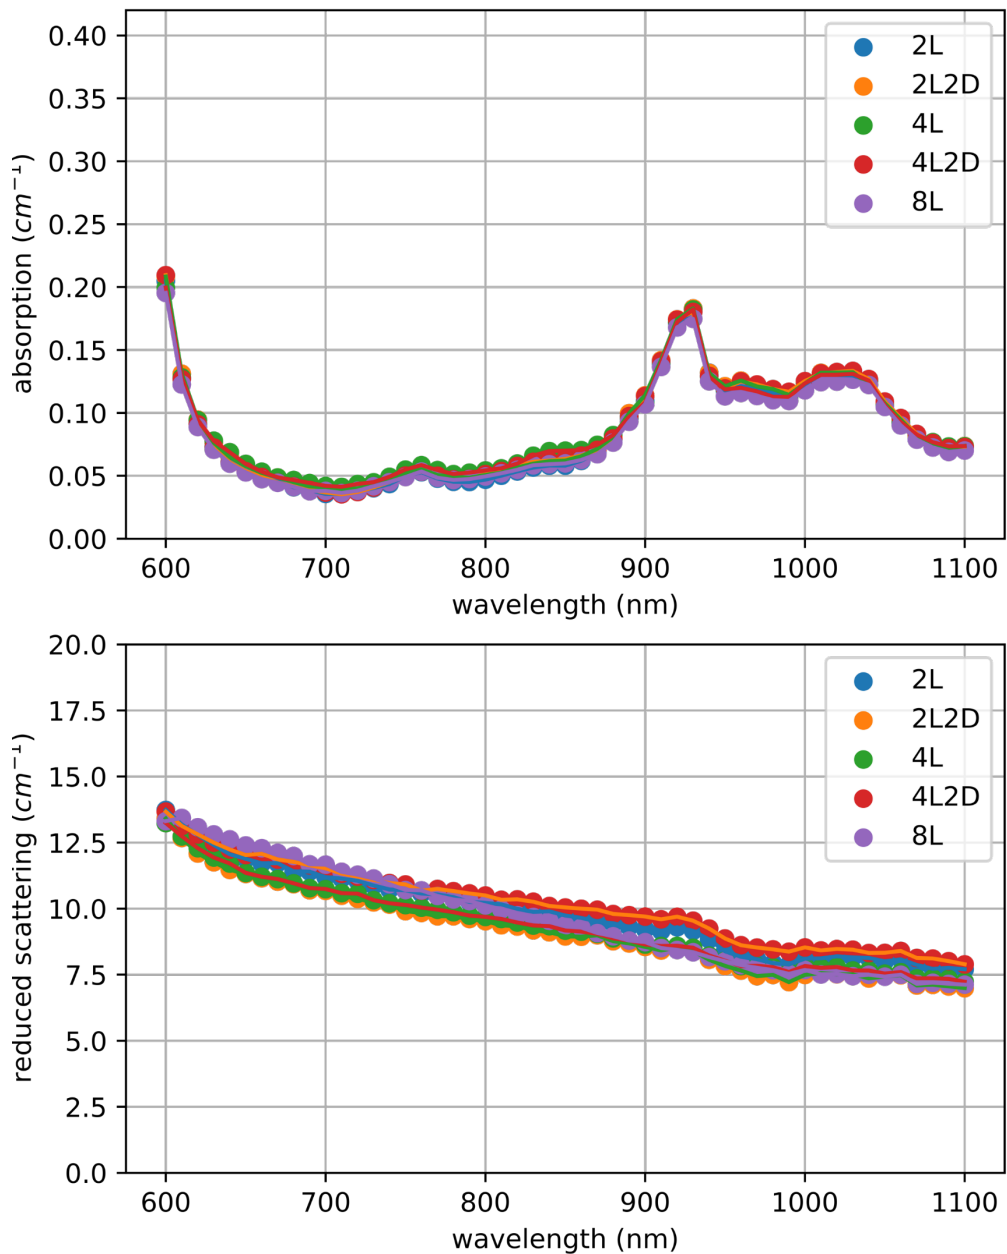 0.40
0.35
0.30
0.25
0.20
0.15
0.10
0.05
0.00
absorption (cm⁻¹)
2L
2L2D
4L
4L2D
8L
600 700 800 900 1000 1100
wavelength (nm)
20.0
17.5
15.0
12.5
10.0
7.5
5.0
2.5
0.0
reduced scattering (cm⁻¹)
2L
2L2D
4L
4L2D
8L
600 700 800 900 1000 1100
wavelength (nm)